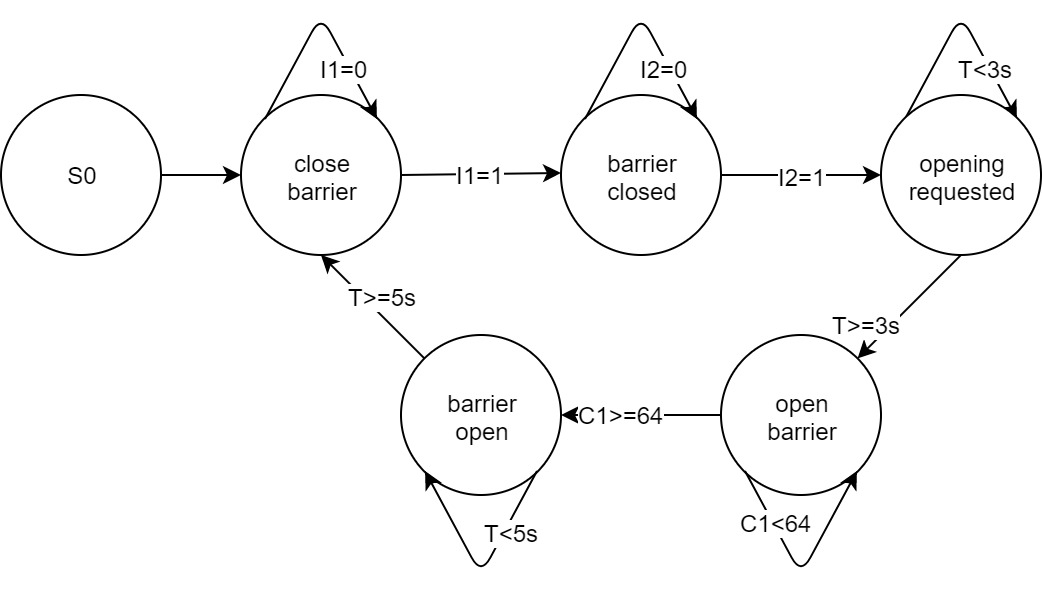 I1=0
I2=0
T<3s
S0
close
barrier
I1=1
barrier
closed
I2=1
opening
requested
T>=5s
T>=3s
barrier
open
C1>=64
open
barrier
T<5s
C1<64